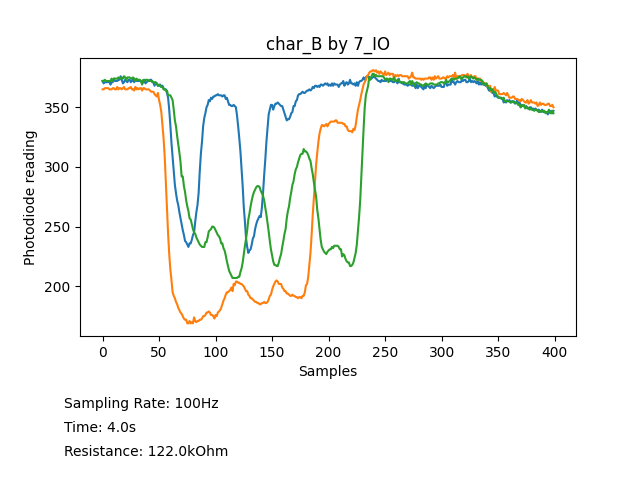 char_B by 7_IO
Photodiode reading
350
300
250
200
0 50 100 150 200 250 300 350 400
Samples
Sampling Rate: 100Hz
Time: 4.0s
Resistance: 122.0kOhm